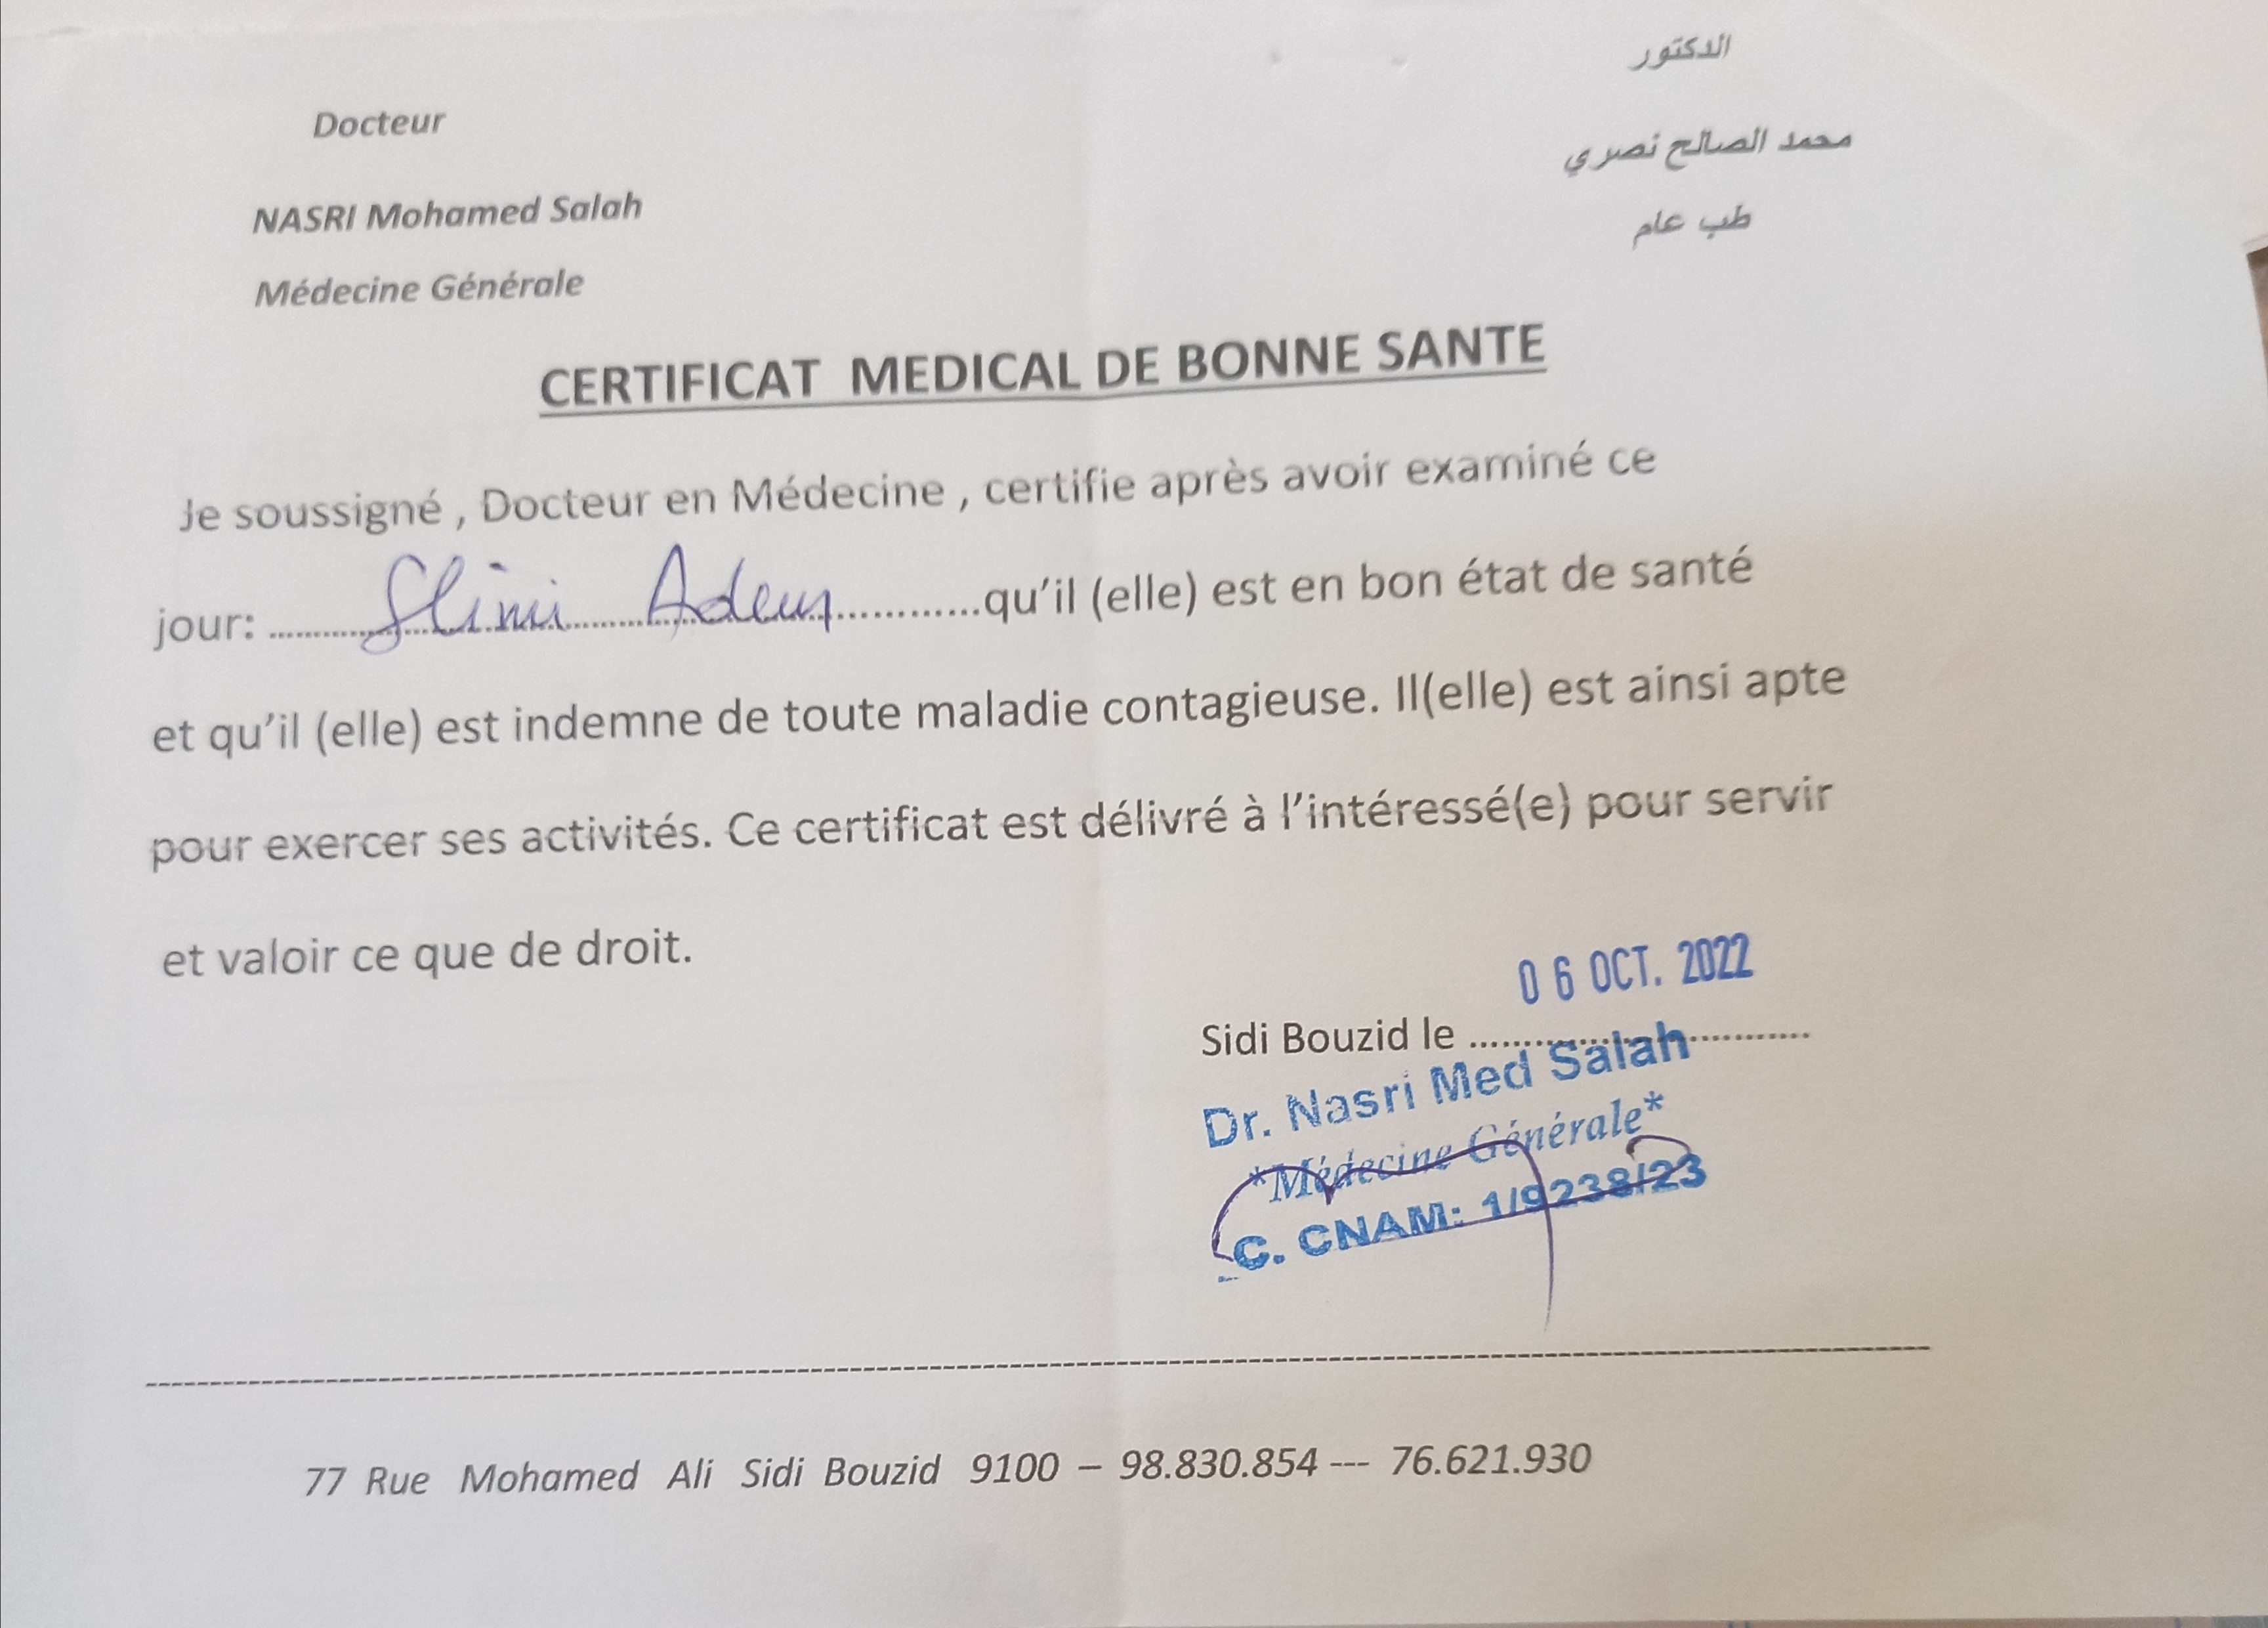 Docteur
NASRI Mohamed Salah
Médecine Générale
الدكتور
محمد الصالح نصري
طب عام
CERTIFICAT MEDICAL DE BONNE SANTE
Je soussigné , Docteur en Médecine , certifie après avoir examiné ce
jour: ............Slimi......Adem............qu'il (elle) est en bon état de santé
et qu'il (elle) est indemne de toute maladie contagieuse. Il(elle) est ainsi apte
pour exercer ses activités. Ce certificat est délivré à l'intéressé(e) pour servir
et valoir ce que de droit.
06 OCT. 2022
Sidi Bouzid le ..................................
Dr. Nasri Med Salah
*Médecine Générale*
C. CNAM: 1/9238/23
77 Rue Mohamed Ali Sidi Bouzid 9100 – 98.830.854 --- 76.621.930